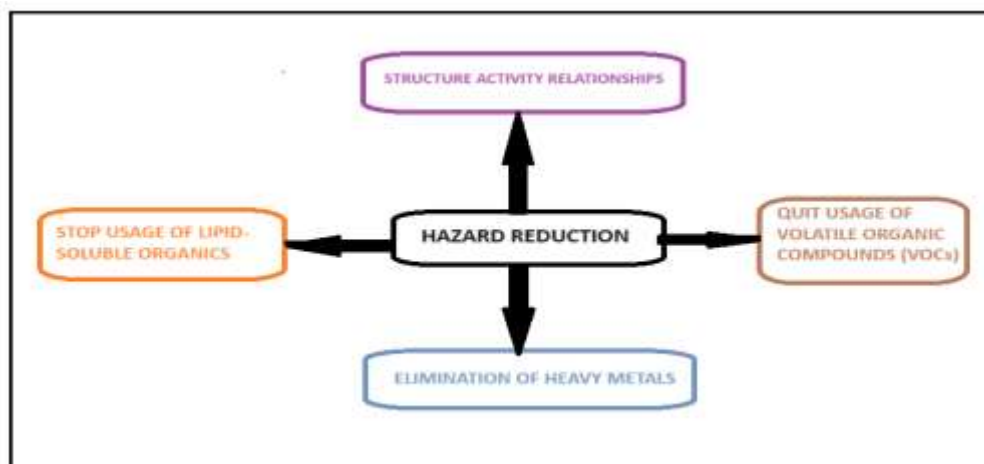 STRUCTURE ACTIVITY RELATIONSHIPS
STOP USAGE OF LIPID-
SOLUBLE ORGANICS
HAZARD REDUCTION
QUIT USAGE OF
VOLATILE ORGANIC
COMPOUNDS (VOCs)
ELIMINATION OF HEAVY METALS